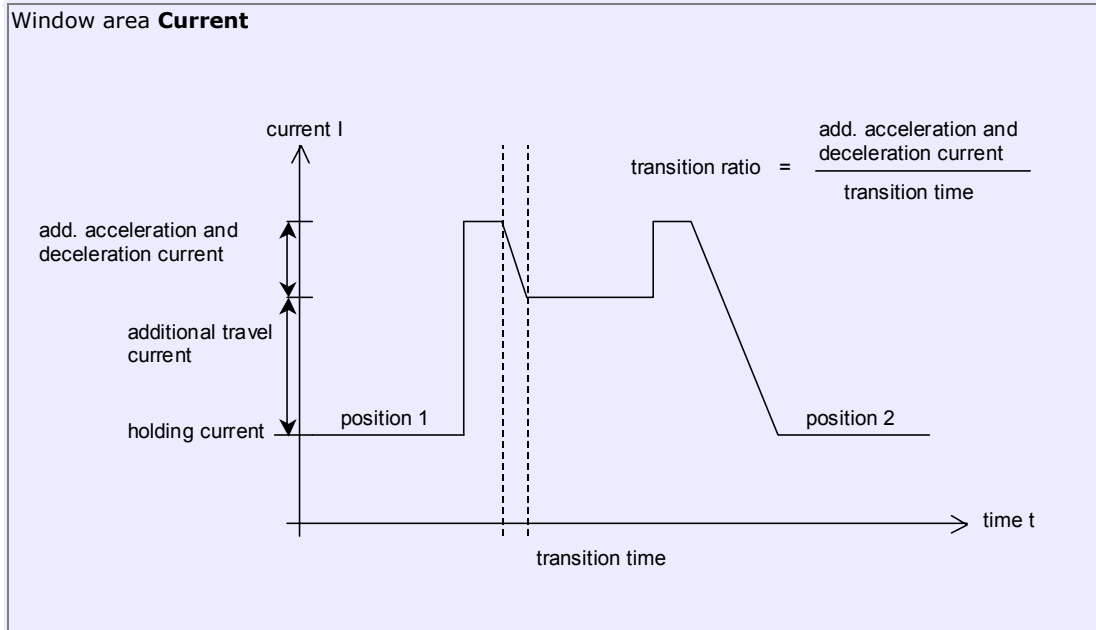 Window area Current
current I
add. acceleration and
deceleration current
transition ratio =
transition time
add. acceleration and
deceleration current
additional travel
current
position 1
position 2
holding current
time t
transition time